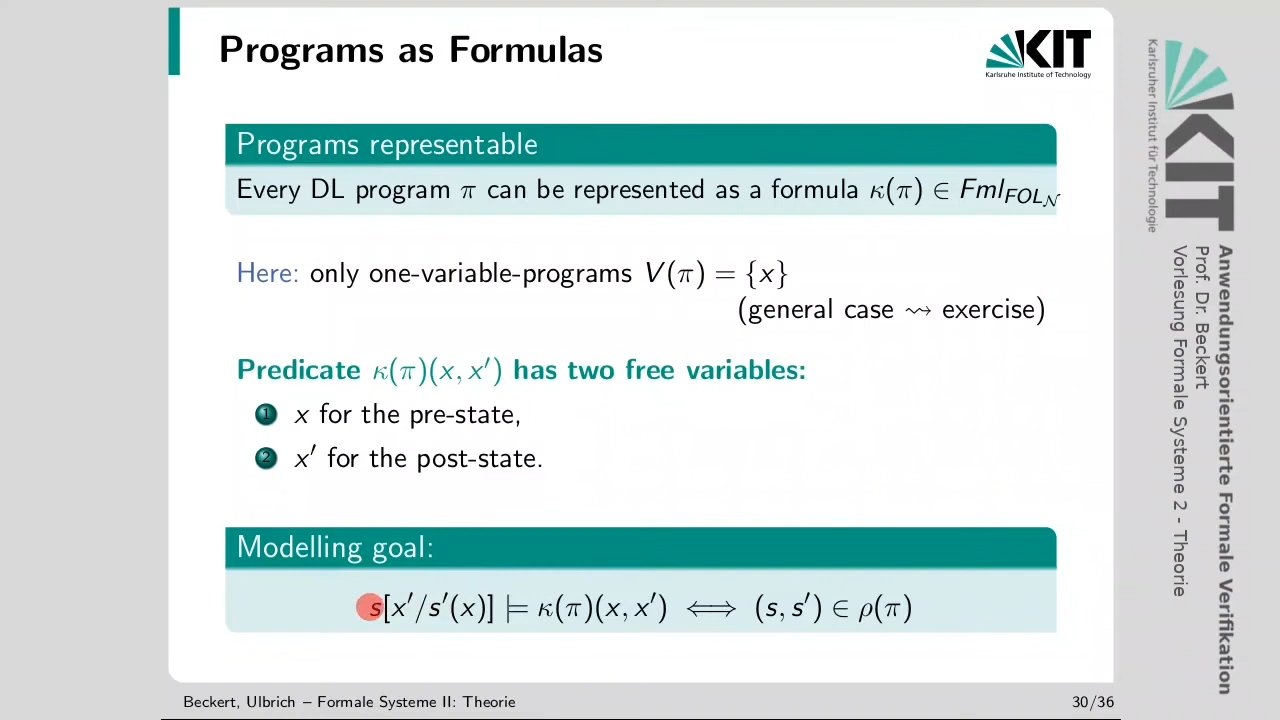 Programs as Formulas
KIT
Karlsruhe Institute of Technology
Programs representable
Every DL program π can be represented as a formula κ(π) ∈ Fml_{FOL_𝒩}
Here: only one-variable-programs V(π) = {x}
(general case ⇝ exercise)
Predicate κ(π)(x, x′) has two free variables:
1 x for the pre-state,
2 x′ for the post-state.
Modelling goal:
s[x′/s′(x)] ⊨ κ(π)(x, x′) ⟺ (s, s′) ∈ ρ(π)
Beckert, Ulbrich – Formale Systeme II: Theorie
30/36
KIT
Karlsruher Institut für Technologie
Anwendungsorientierte Formale Verifikation
Prof. Dr. Beckert
Vorlesung Formale Systeme 2 - Theorie